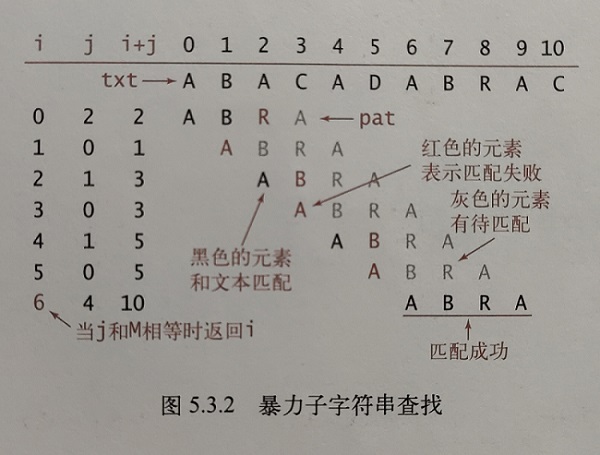 i j i+j 0 1 2 3 4 5 6 7 8 9 10
txt A B A C A D A B R A C
0 2 2 A B R A pat
1 0 1 A B R A
红色的元素
表示匹配失败
2 1 3 A B R A
灰色的元素
有待匹配
3 0 3 A B R A
4 1 5 A B R A
黑色的元素
和文本匹配
5 0 5 A B R A
6 4 10 A B R A
当j和M相等时返回i
匹配成功
图 5.3.2 暴力子字符串查找